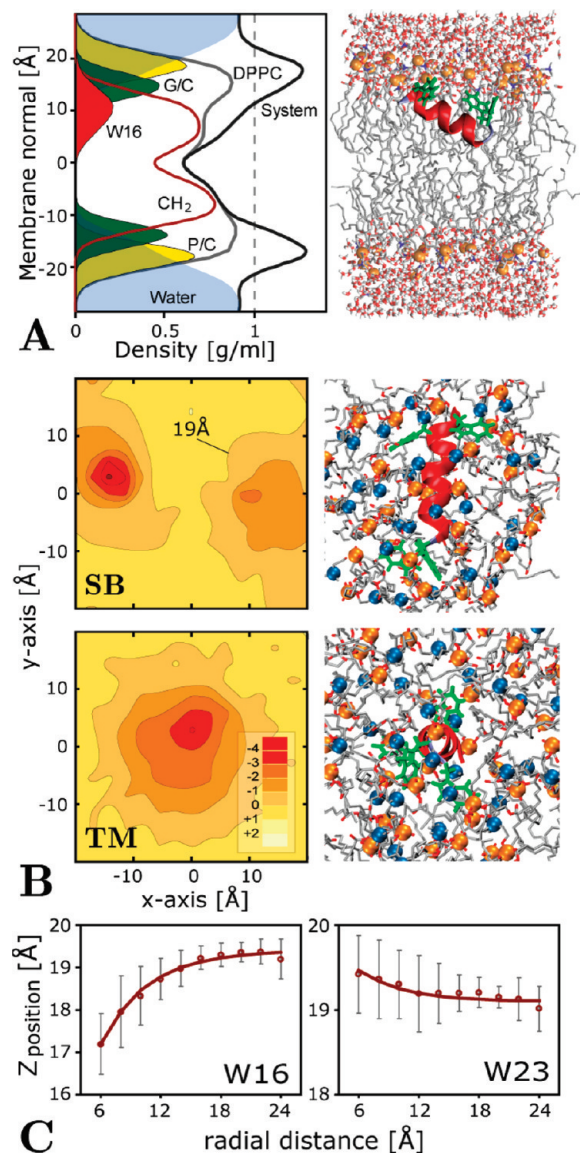 Membrane normal [Å]
20
10
0
-10
-20
G/C
DPPC
W16
System
CH2
P/C
Water
0
0.5
1
Density [g/ml]
A
10
0
-10
19Å
SB
y-axis [Å]
10
0
-10
TM
-4
-3
-2
-1
0
+1
+2
-10
0
10
x-axis [Å]
B
Z position [Å]
20
19
18
17
16
W16
6
12
18
24
20
19
18
W23
6
12
18
24
radial distance [Å]
C